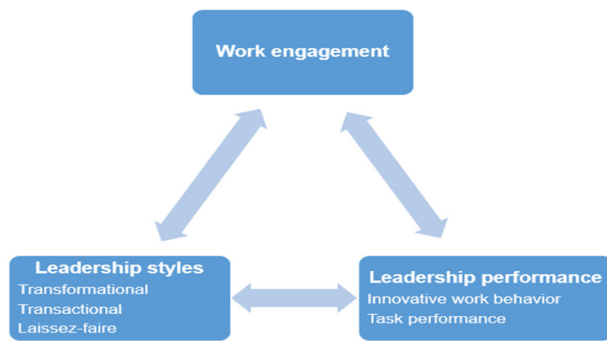 Work engagement
Leadership styles
Transformational
Transactional
Laissez-faire
Leadership performance
Innovative work behavior
Task performance